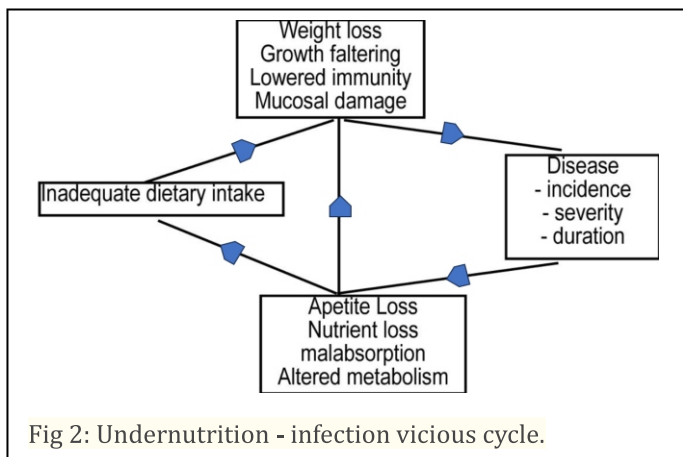 Weight loss
Growth faltering
Lowered immunity
Mucosal damage
Inadequate dietary intake
Disease
- incidence
- severity
- duration
Apetite Loss
Nutrient loss
malabsorption
Altered metabolism
Fig 2: Undernutrition - infection vicious cycle.